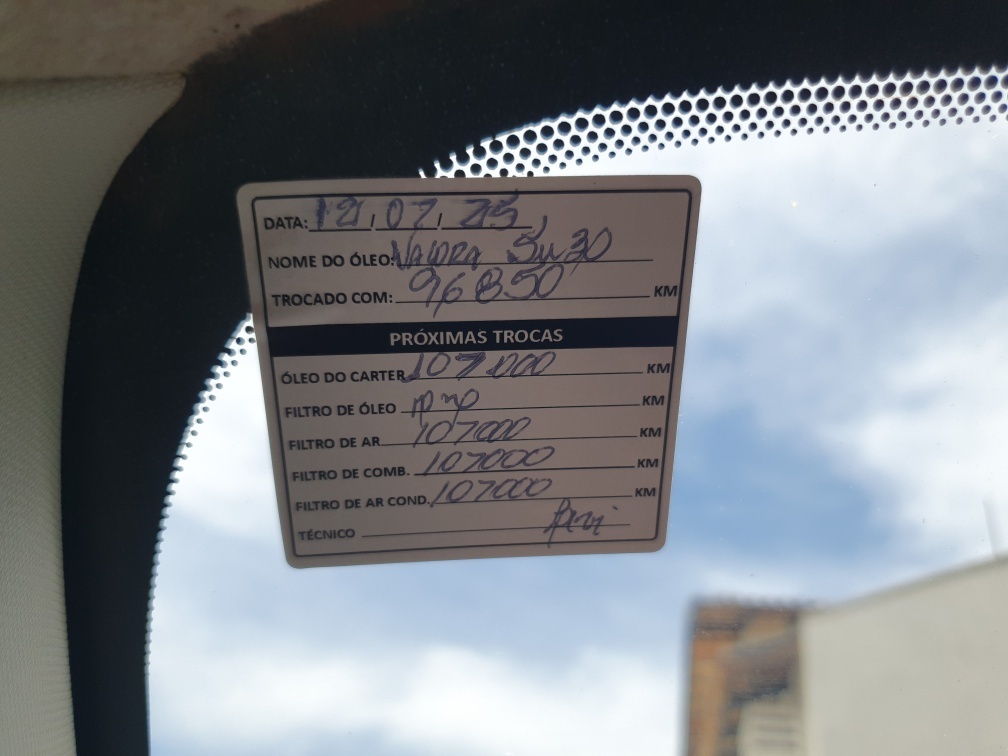 DATA: 12/07/25
NOME DO ÓLEO: 5w30
TROCADO COM: 96850 KM
PRÓXIMAS TROCAS
ÓLEO DO CARTER 107.000 KM
FILTRO DE ÓLEO KM
FILTRO DE AR 107000 KM
FILTRO DE COMB. 107000 KM
FILTRO DE AR COND. 107000 KM
TÉCNICO